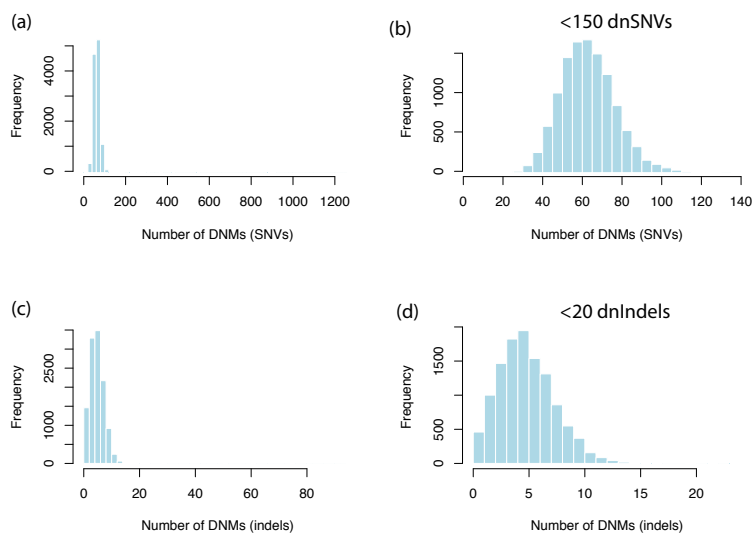 (a)
Frequency
0 2000 4000
0 200 400 600 800 1000 1200
Number of DNMs (SNVs)
(b)
<150 dnSNVs
Frequency
0 500 1000
0 20 40 60 80 100 120 140
Number of DNMs (SNVs)
(c)
Frequency
0 1000 2500
0 20 40 60 80
Number of DNMs (indels)
(d)
<20 dnIndels
Frequency
0 500 1500
0 5 10 15 20
Number of DNMs (indels)